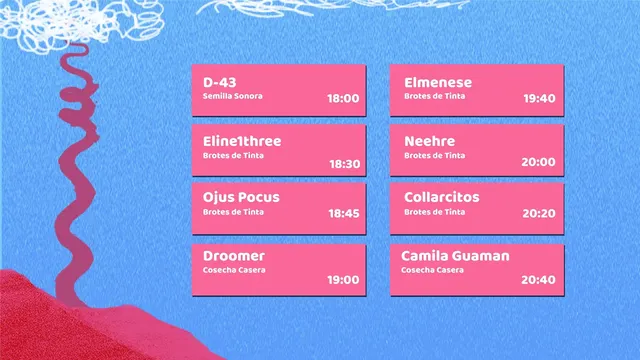 D-43
Semilla Sonora
18:00
Eline1three
Brotes de Tinta
18:30
Ojus Pocus
Brotes de Tinta
18:45
Droomer
Cosecha Casera
19:00
Elmenese
Brotes de Tinta
19:40
Neehre
Brotes de Tinta
20:00
Collarcitos
Brotes de Tinta
20:20
Camila Guaman
Cosecha Casera
20:40